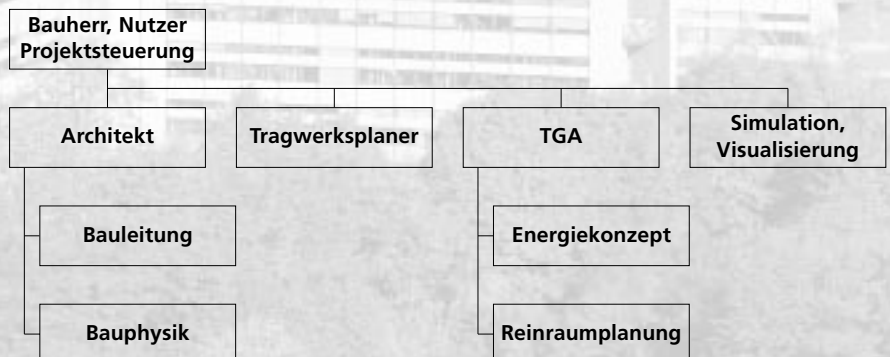 Bauherr, Nutzer
Projektsteuerung
Architekt
Tragwerksplaner
TGA
Simulation,
Visualisierung
Bauleitung
Energiekonzept
Bauphysik
Reinraumplanung